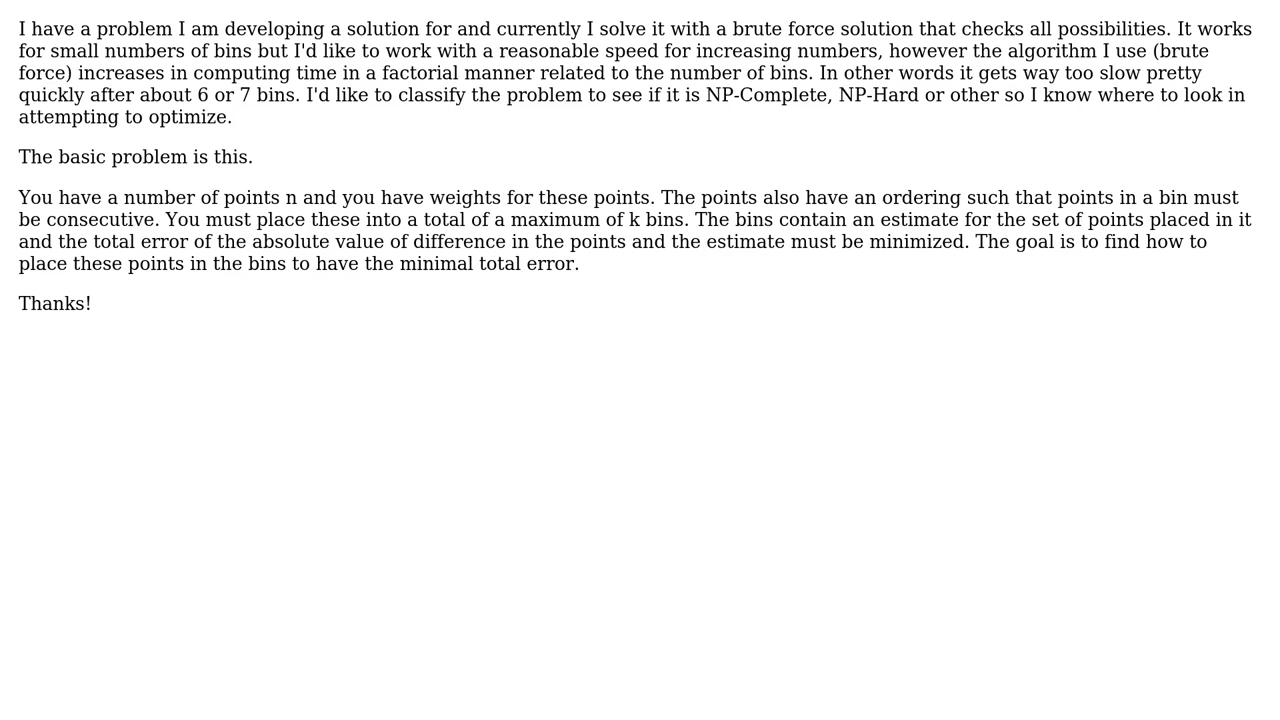 I have a problem I am developing a solution for and currently I solve it with a brute force solution that checks all possibilities. It works
for small numbers of bins but I'd like to work with a reasonable speed for increasing numbers, however the algorithm I use (brute
force) increases in computing time in a factorial manner related to the number of bins. In other words it gets way too slow pretty
quickly after about 6 or 7 bins. I'd like to classify the problem to see if it is NP-Complete, NP-Hard or other so I know where to look in
attempting to optimize.
The basic problem is this.
You have a number of points n and you have weights for these points. The points also have an ordering such that points in a bin must
be consecutive. You must place these into a total of a maximum of k bins. The bins contain an estimate for the set of points placed in it
and the total error of the absolute value of difference in the points and the estimate must be minimized. The goal is to find how to
place these points in the bins to have the minimal total error.
Thanks!